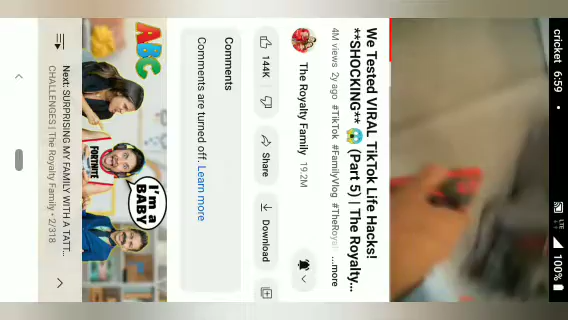 cricket 6:59
LTE
100%
We Tested VIRAL TikTok Life Hacks!
**SHOCKING** 😱 (Part 5) | The Royalty...
4M views 2y ago #TikTok #FamilyVlog #TheRoyal ...more
The Royalty Family 19.2M
144K
Share
Download
Comments
Comments are turned off. Learn more
ABC
FORTNITE
I'm a
BABY
Next: SURPRISING MY FAMILY WITH A TATT...
CHALLENGES | The Royalty Family • 2/318